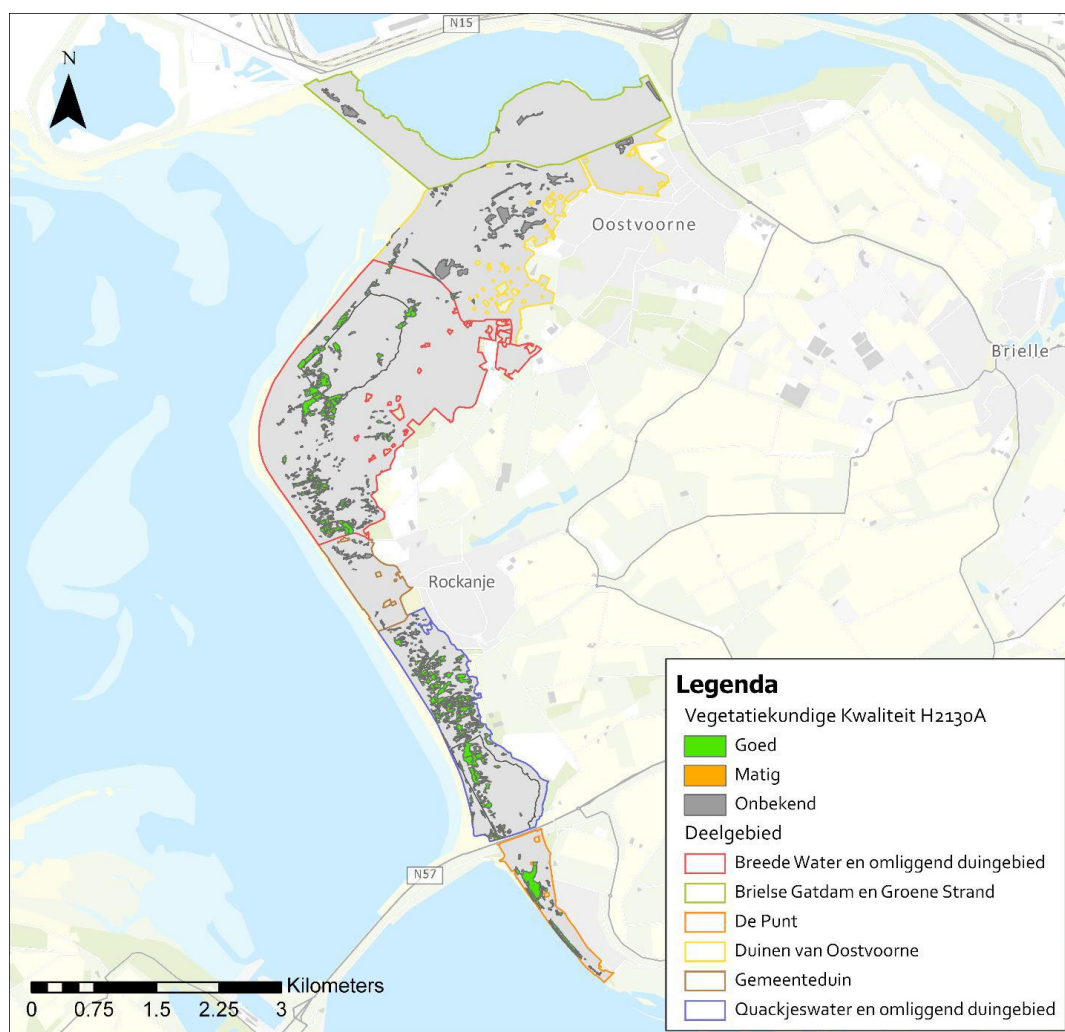 N15
N
Oostvoorne
Brielle
Rockanje
N57
Legenda
Vegetatiekundige Kwaliteit H2130A
Goed
Matig
Onbekend
Deelgebied
Breede Water en omliggend duingebied
Brielse Gatdam en Groene Strand
De Punt
Duinen van Oostvoorne
Gemeenteduin
Quackjeswater en omliggend duingebied
Kilometers
0 0.75 1.5 2.25 3